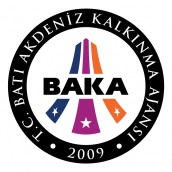 T.C. BATI AKDENİZ KALKINMA AJANSI
BAKA
• 2009 •